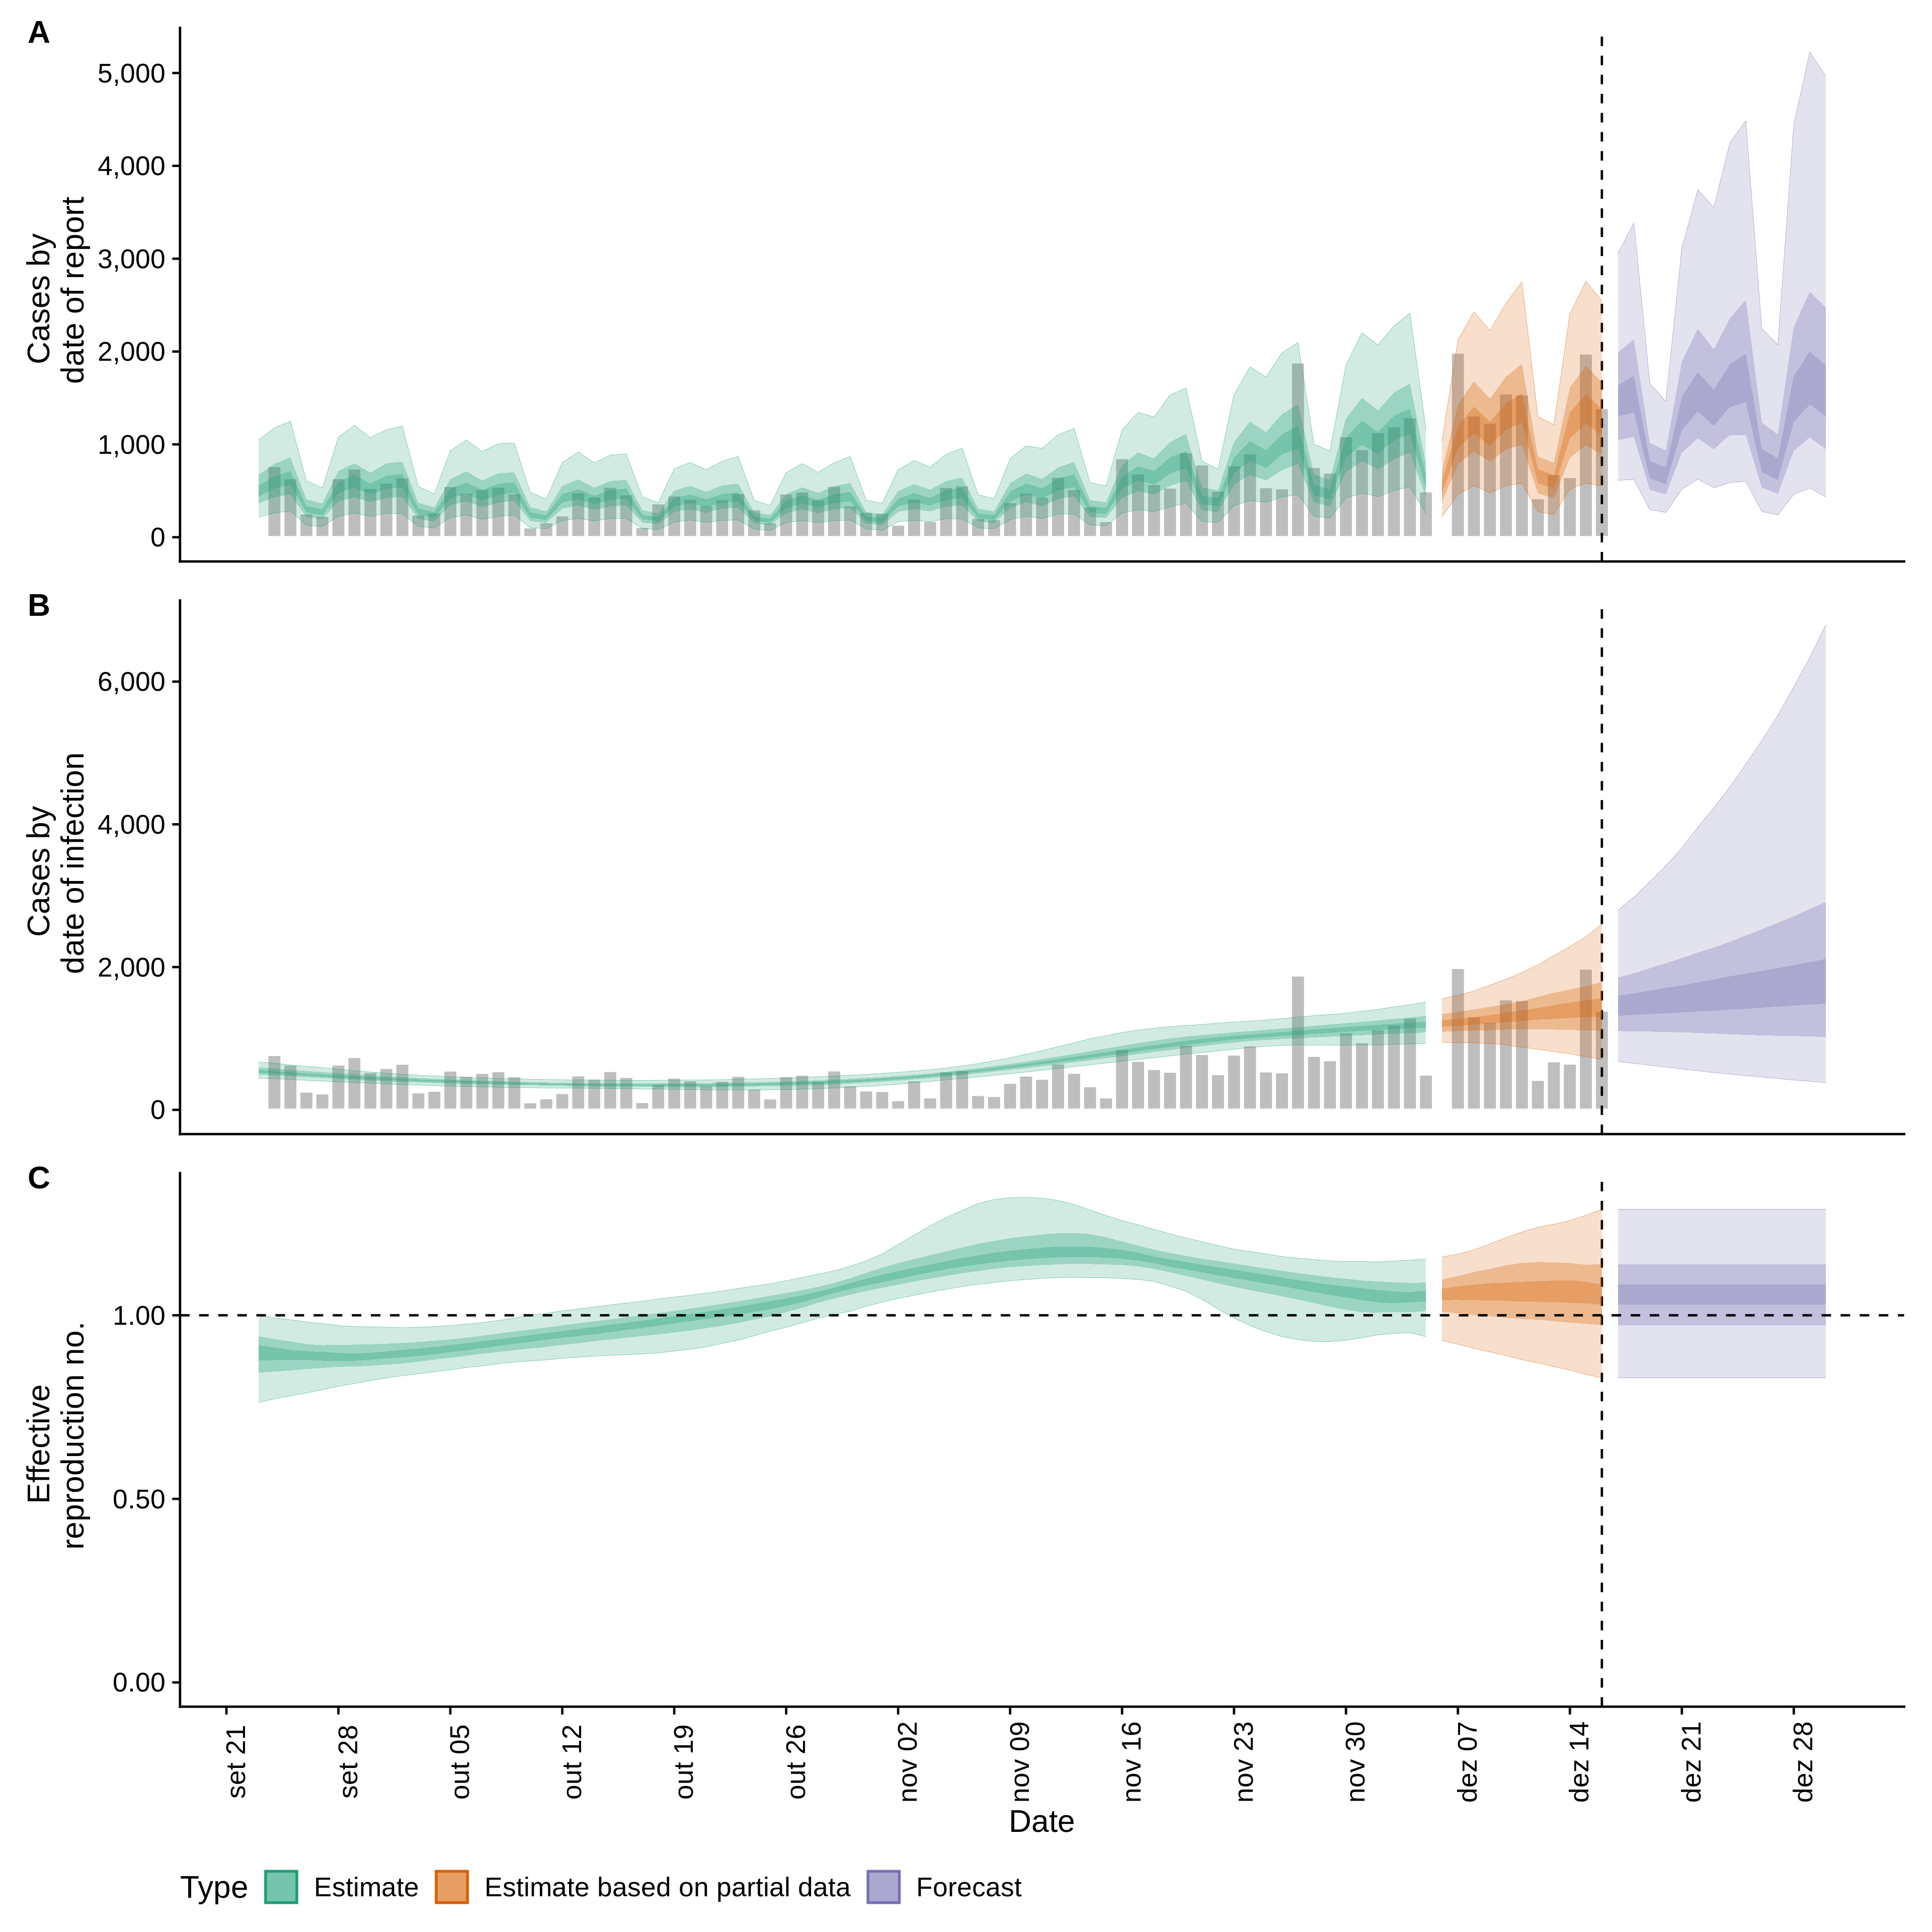 A
Cases by
date of report
5,000
4,000
3,000
2,000
1,000
0
B
Cases by
date of infection
6,000
4,000
2,000
0
C
Effective
reproduction no.
1.00
0.50
0.00
set 21
set 28
out 05
out 12
out 19
out 26
nov 02
nov 09
nov 16
nov 23
nov 30
dez 07
dez 14
dez 21
dez 28
Date
Type Estimate Estimate based on partial data Forecast